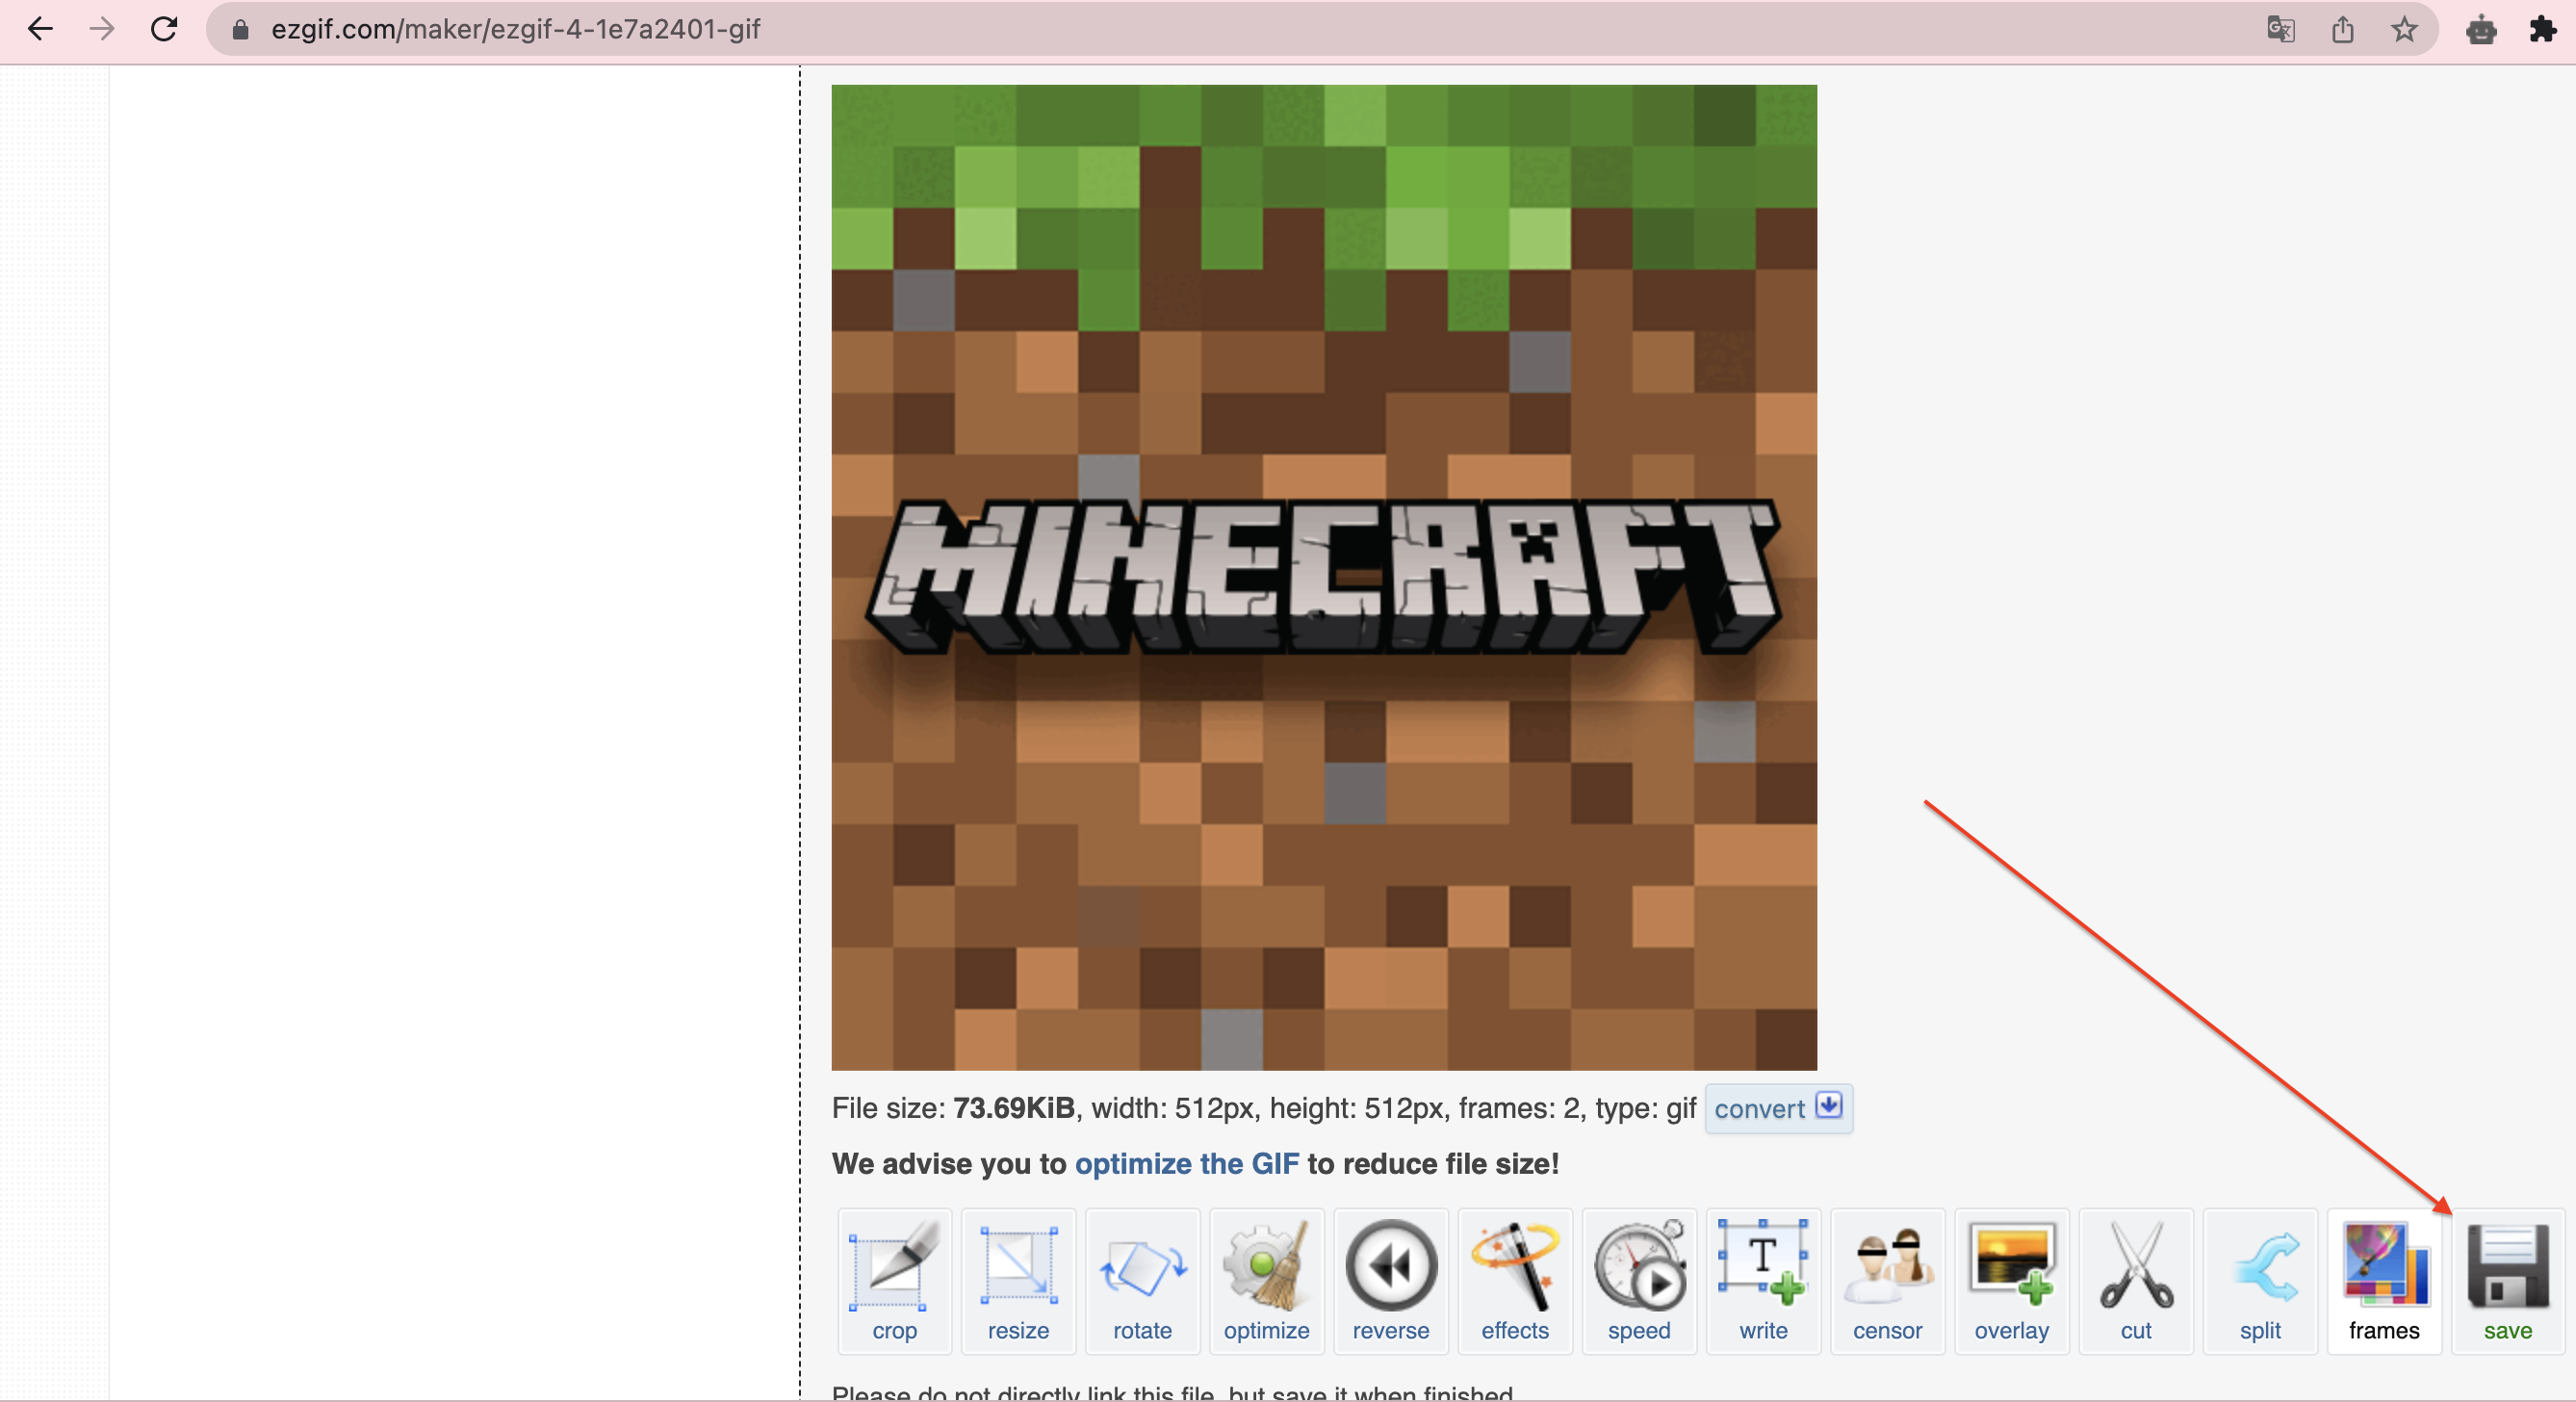 ezgif.com/maker/ezgif-4-1e7a2401-gif
MINECRAFT
File size: 73.69KiB, width: 512px, height: 512px, frames: 2, type: gif convert
We advise you to optimize the GIF to reduce file size!
crop resize rotate optimize reverse effects speed write censor overlay cut split frames save
Please do not directly link this file, but save it when finished